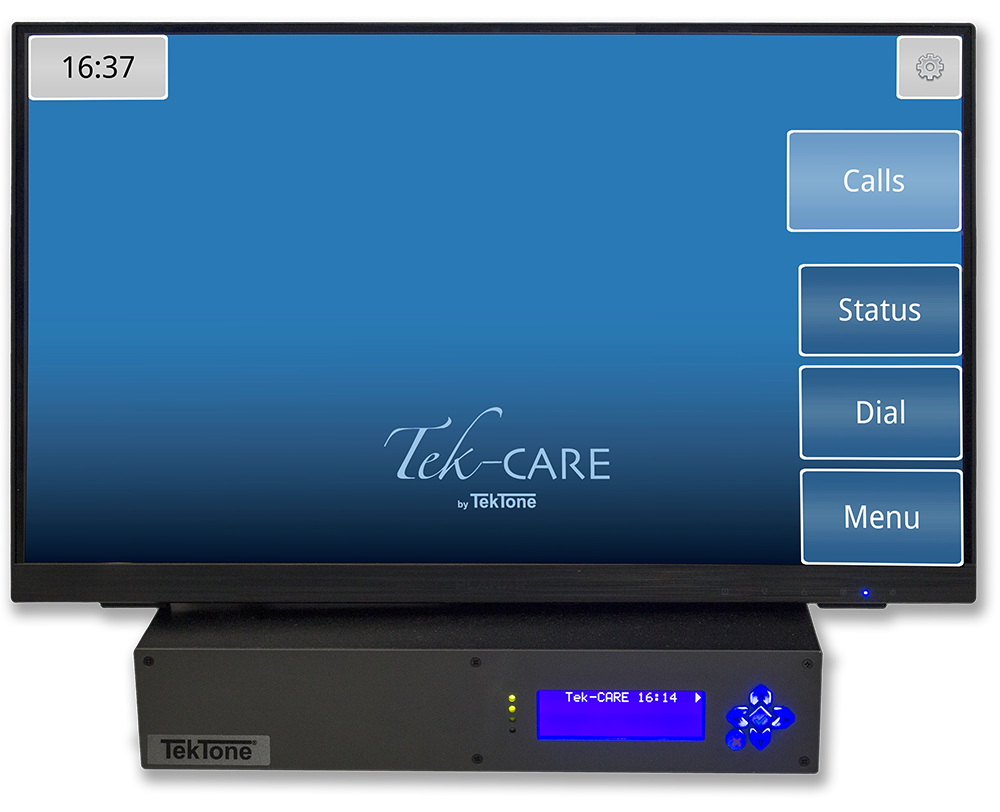 16:37
Calls
Status
Dial
Menu
Tek-CARE
by TekTone
Tek-CARE 16:14
TekTone®